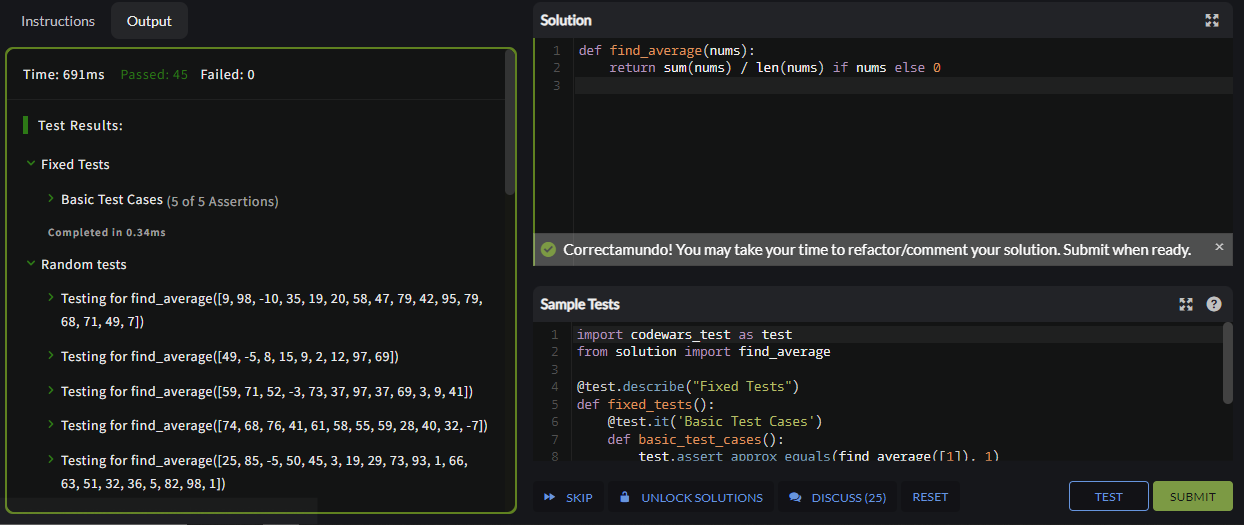 Instructions Output
Time: 691ms Passed: 45 Failed: 0
Test Results:
Fixed Tests
Basic Test Cases (5 of 5 Assertions)
Completed in 0.34ms
Random tests
Testing for find_average([9, 98, -10, 35, 19, 20, 58, 47, 79, 42, 95, 79,
68, 71, 49, 7])
Testing for find_average([49, -5, 8, 15, 9, 2, 12, 97, 69])
Testing for find_average([59, 71, 52, -3, 73, 37, 97, 37, 69, 3, 9, 41])
Testing for find_average([74, 68, 76, 41, 61, 58, 55, 59, 28, 40, 32, -7])
Testing for find_average([25, 85, -5, 50, 45, 3, 19, 29, 73, 93, 1, 66,
63, 51, 32, 36, 5, 82, 98, 1])
Solution
1 def find_average(nums):
2 return sum(nums) / len(nums) if nums else 0
3
Correctamundo! You may take your time to refactor/comment your solution. Submit when ready. ×
Sample Tests ?
1 import codewars_test as test
2 from solution import find_average
3
4 @test.describe("Fixed Tests")
5 def fixed_tests():
6 @test.it('Basic Test Cases')
7 def basic_test_cases():
8 test.assert_approx_equals(find_average([1]), 1)
SKIP UNLOCK SOLUTIONS DISCUSS (25) RESET TEST SUBMIT